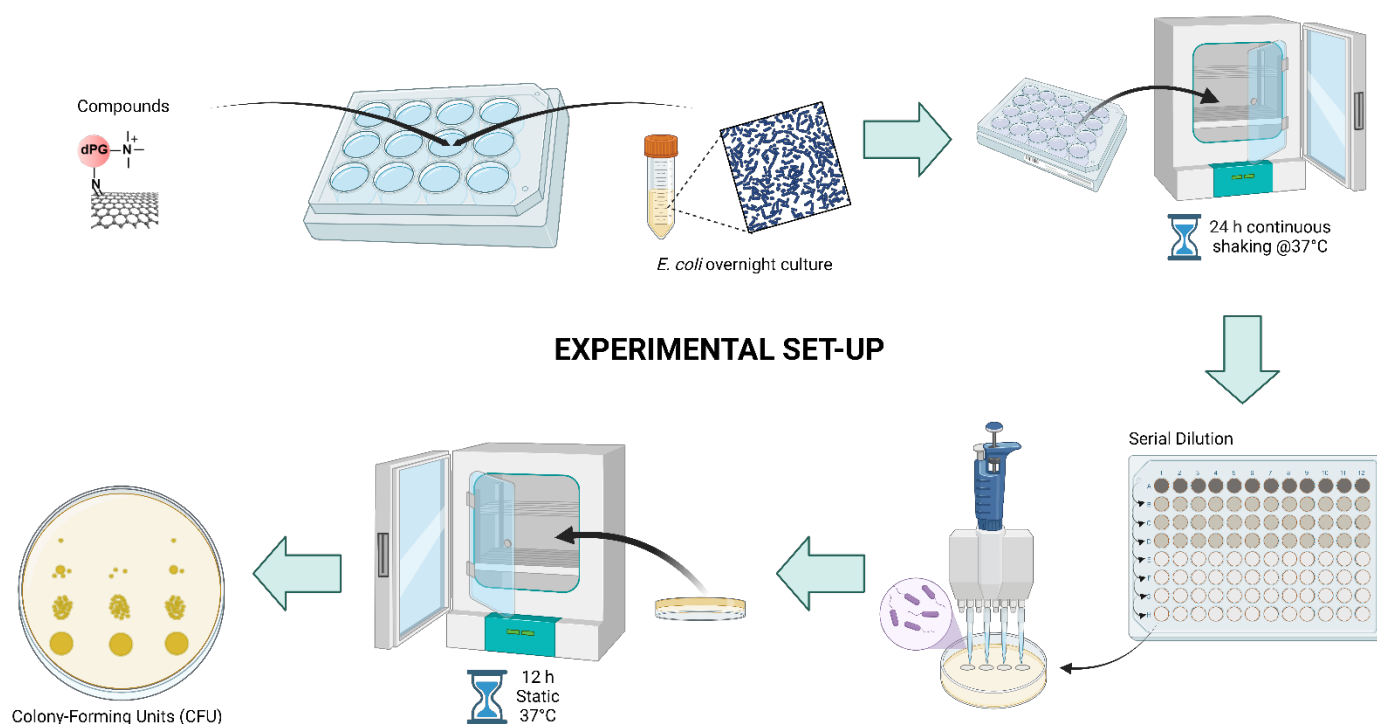 Compounds
dPG
N
+
N
E. coli overnight culture
24 h continuous
shaking @37°C
EXPERIMENTAL SET-UP
Serial Dilution
1 2 3 4 5 6 7 8 9 10 11 12
A
B
C
D
E
F
G
H
12 h
Static
37°C
Colony-Forming Units (CFU)